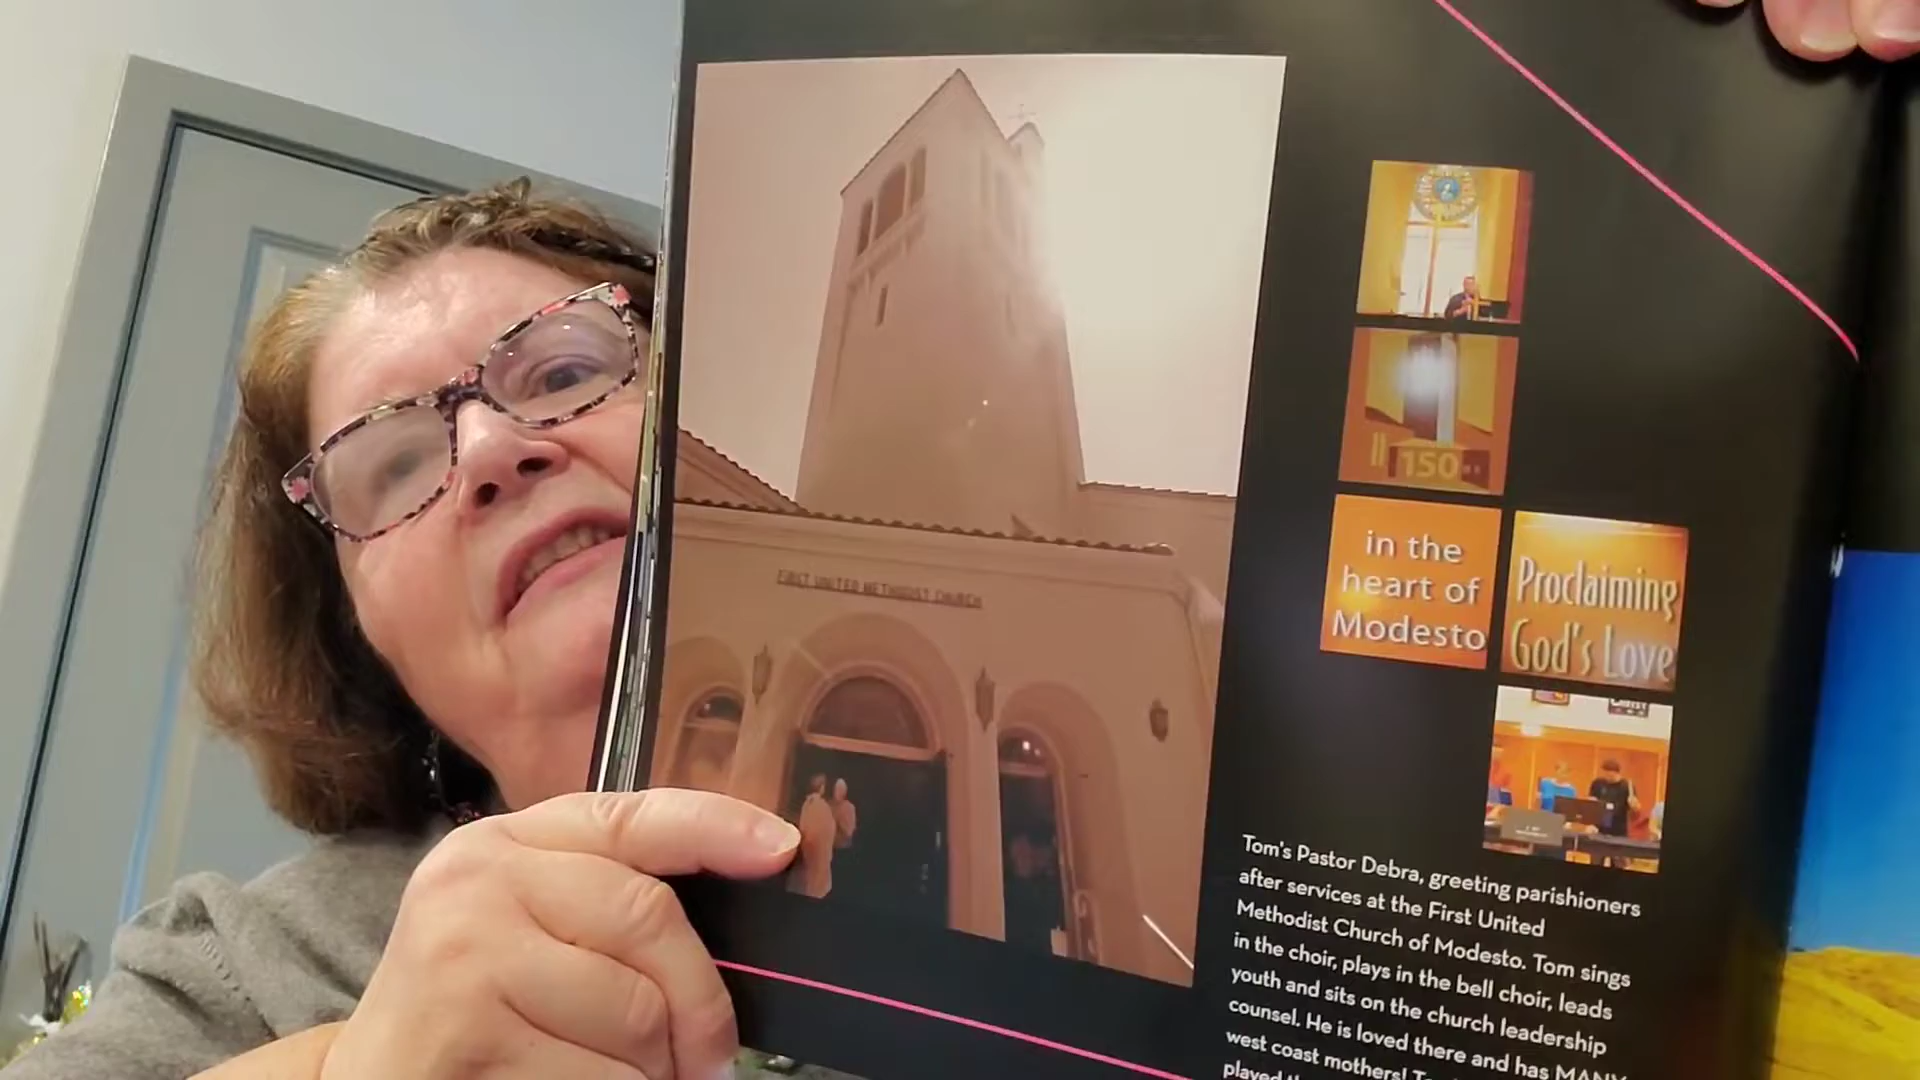 FIRST UNITED METHODIST CHURCH
150
in the
heart of
Modesto
Proclaiming
God's Love
CHRIST
Tom's Pastor Debra, greeting parishioners
after services at the First United
Methodist Church of Modesto. Tom sings
in the choir, plays in the bell choir, leads
youth and sits on the church leadership
counsel. He is loved there and has MANY
west coast mothers!
played